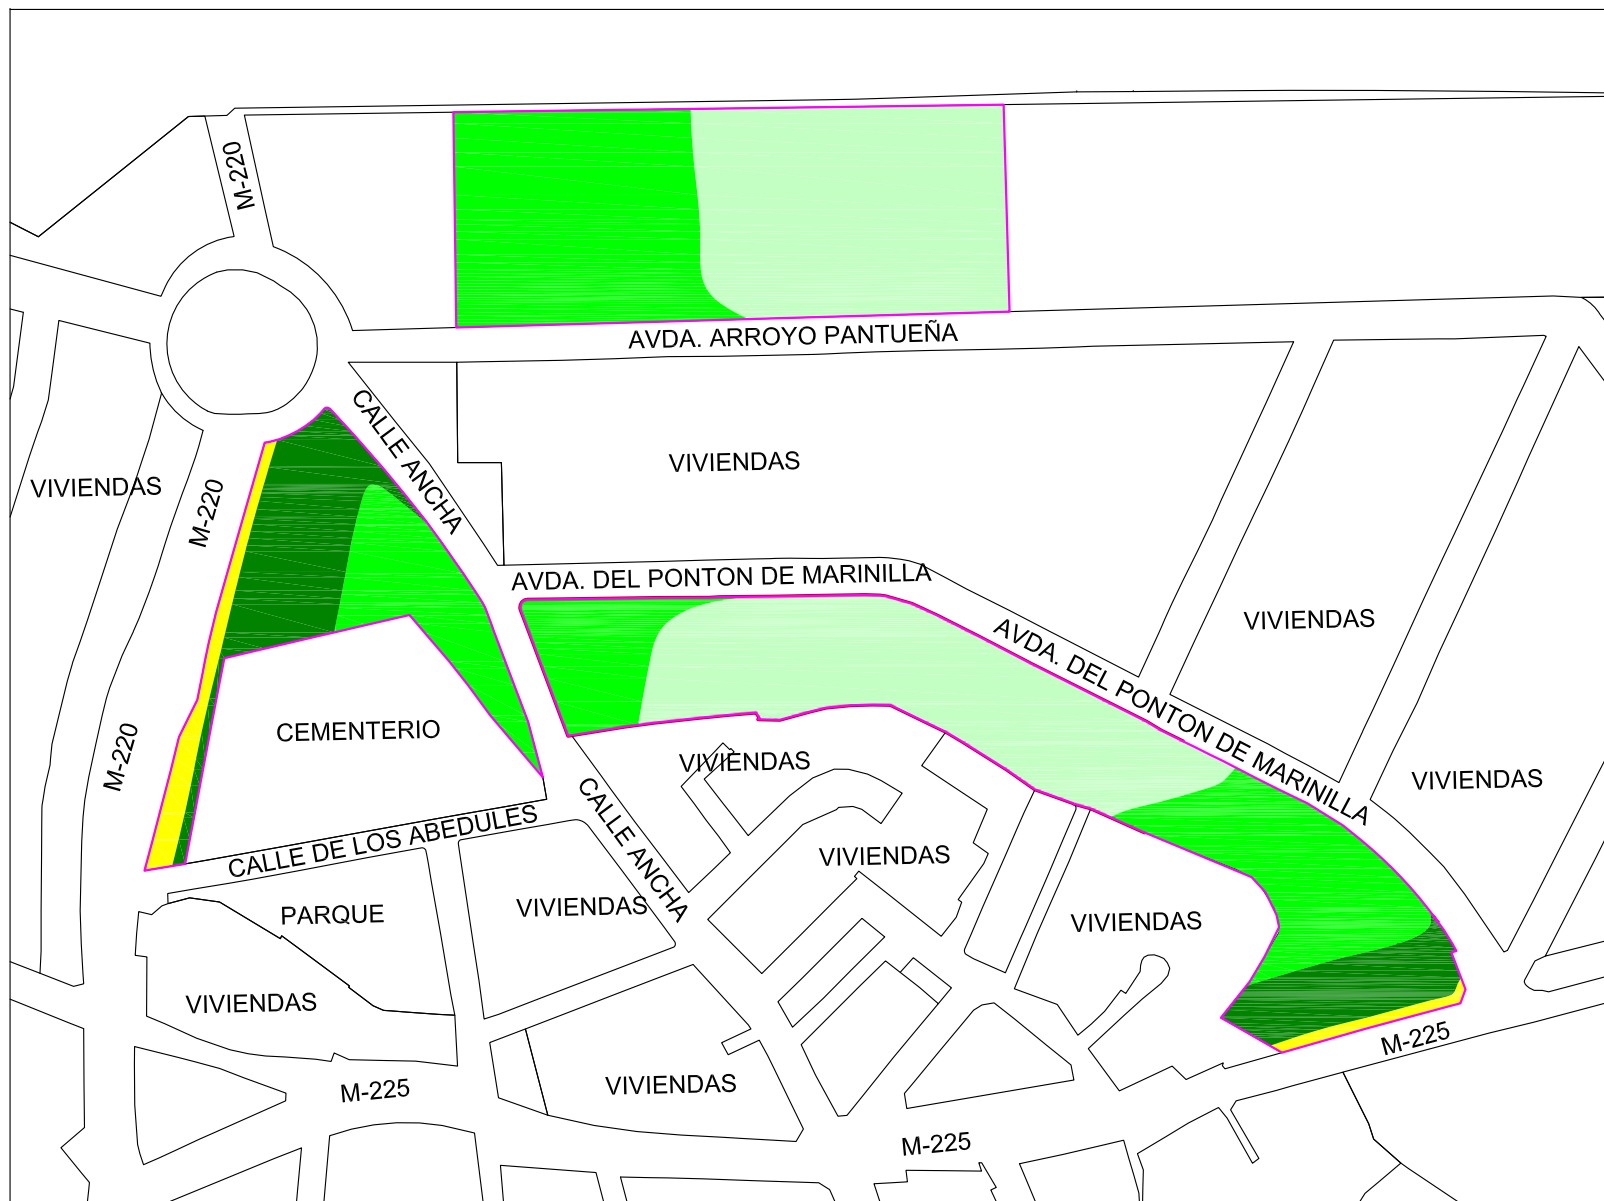 M-220
AVDA. ARROYO PANTUEÑA
CALLE ANCHA
VIVIENDAS
VIVIENDAS
M-220
AVDA. DEL PONTON DE MARINILLA
AVDA. DEL PONTON DE MARINILLA
VIVIENDAS
CEMENTERIO
M-220
VIVIENDAS
VIVIENDAS
CALLE DE LOS ABEDULES
CALLE ANCHA
VIVIENDAS
PARQUE
VIVIENDAS
VIVIENDAS
VIVIENDAS
M-225
M-225
VIVIENDAS
M-225